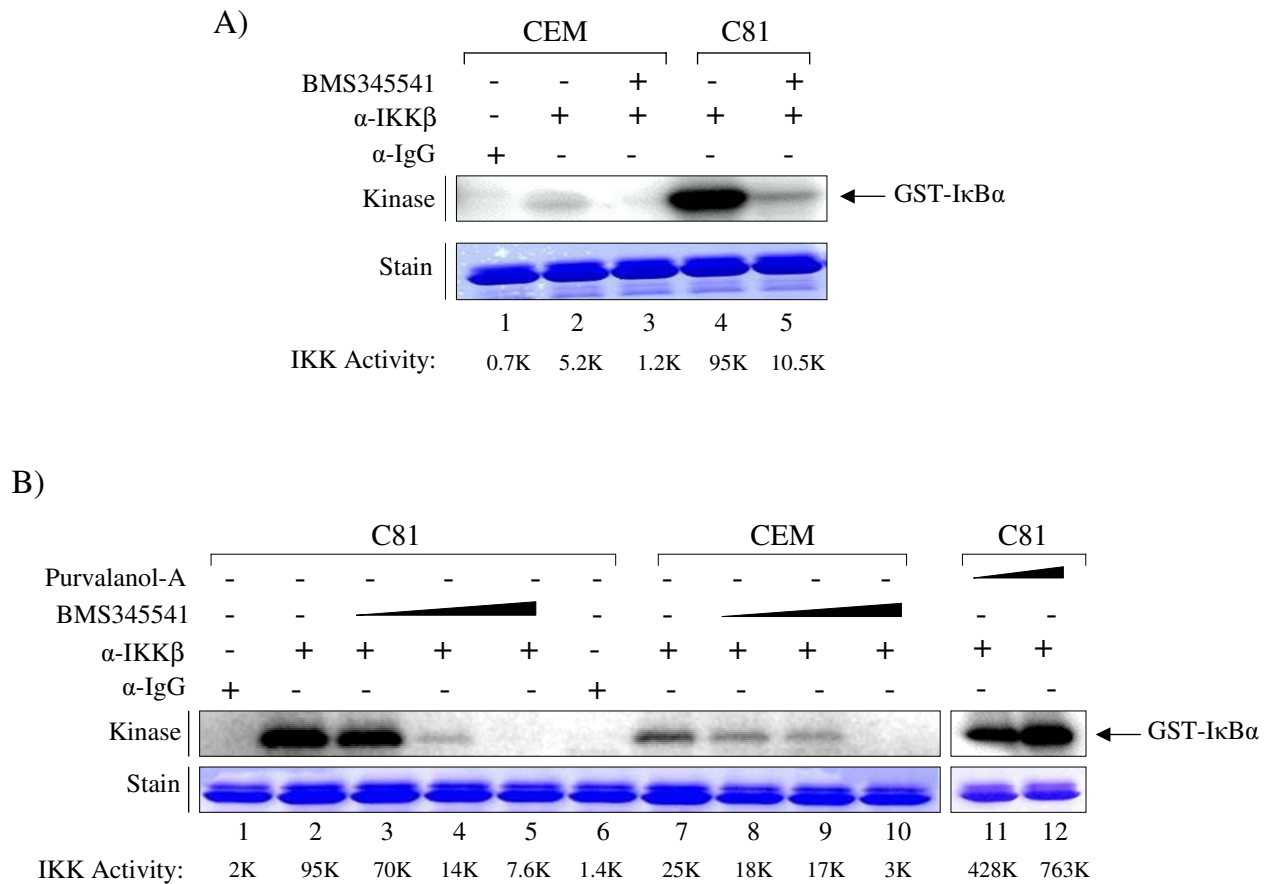 A)
CEM C81
BMS345541 - - + - +
α-IKKβ - + + + +
α-IgG + - - - -
Kinase GST-IκBα
Stain
1 2 3 4 5
IKK Activity: 0.7K 5.2K 1.2K 95K 10.5K
B)
C81 CEM C81
Purvalanol-A - - - - - - - - - -
BMS345541 - - - - - -
α-IKKβ - + + + + - + + + + + +
α-IgG + - - - - + - - - - - -
Kinase GST-IκBα
Stain
1 2 3 4 5 6 7 8 9 10 11 12
IKK Activity: 2K 95K 70K 14K 7.6K 1.4K 25K 18K 17K 3K 428K 763K